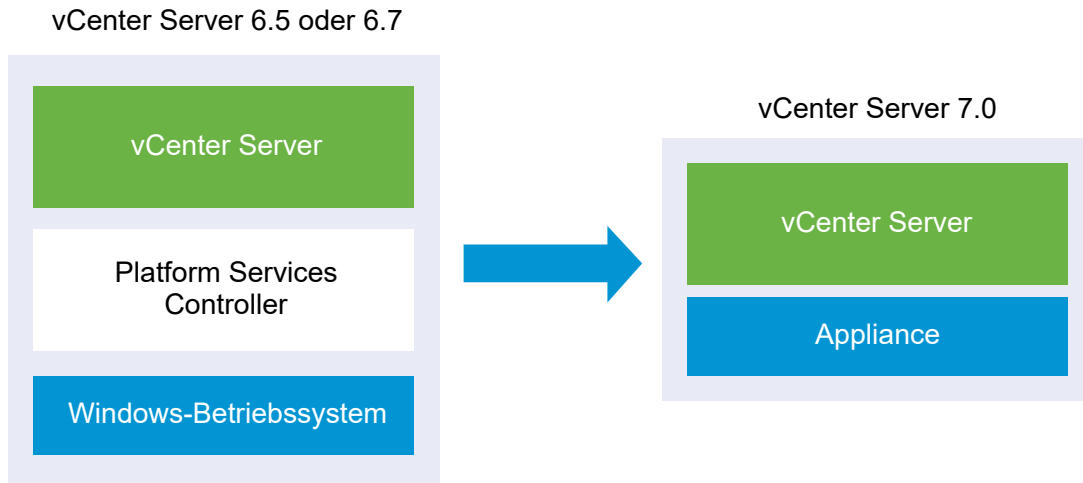 vCenter Server 6.5 oder 6.7
vCenter Server
Platform Services
Controller
Windows-Betriebssystem
vCenter Server 7.0
vCenter Server
Appliance